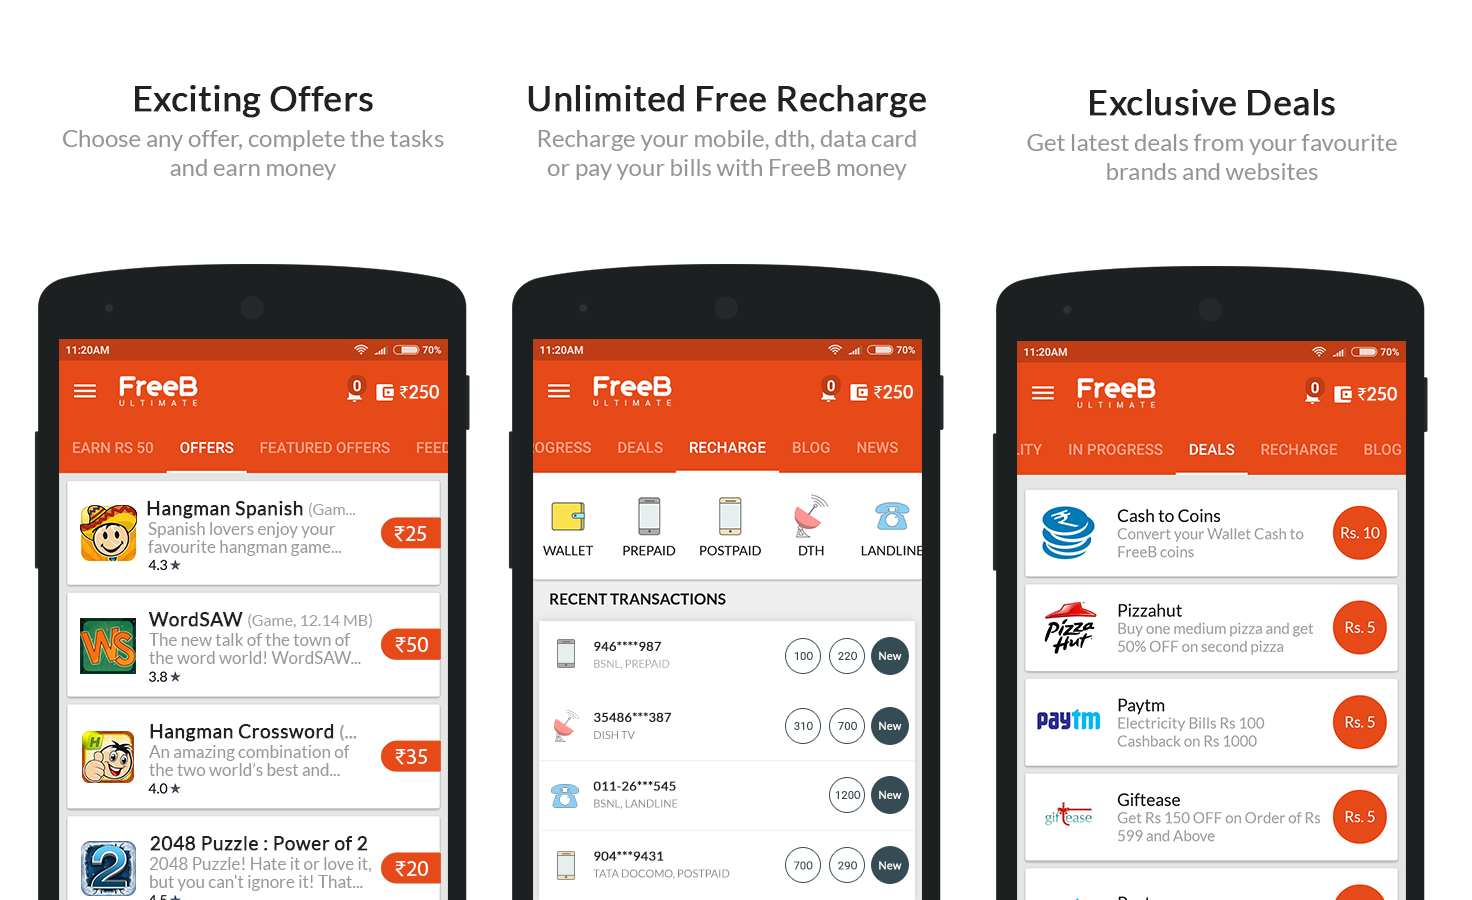 Exciting Offers
Choose any offer, complete the tasks
and earn money
11:20AM
70%
FreeB
ULTIMATE
0
₹250
EARN RS 50 OFFERS FEATURED OFFERS FEED
Hangman Spanish (Gam...
Spanish lovers enjoy your
favourite hangman game...
4.3★
₹25
WS
WordSAW (Game, 12.14 MB)
The new talk of the town of
the word world! WordSAW...
3.8★
₹50
H
Hangman Crossword (...
An amazing combination of
the two world's best and...
4.0★
₹35
2
2048 Puzzle : Power of 2
2048 Puzzle! Hate it or love it,
but you can't ignore it! That...
4.5★
₹20
Unlimited Free Recharge
Recharge your mobile, dth, data card
or pay your bills with FreeB money
11:20AM
70%
FreeB
ULTIMATE
0
₹250
OGRESS DEALS RECHARGE BLOG NEWS
WALLET PREPAID POSTPAID DTH LANDLINE
RECENT TRANSACTIONS
946****987
BSNL, PREPAID
100 220 New
35486***387
DISH TV
310 700 New
011-26***545
BSNL, LANDLINE
1200 New
904***9431
TATA DOCOMO, POSTPAID
700 290 New
Exclusive Deals
Get latest deals from your favourite
brands and websites
11:20AM
70%
FreeB
ULTIMATE
0
₹250
LITY IN PROGRESS DEALS RECHARGE BLOG
₹
Cash to Coins
Convert your Wallet Cash to
FreeB coins
Rs. 10
Pizza
Hut
Pizzahut
Buy one medium pizza and get
50% OFF on second pizza
Rs. 5
paytm
Paytm
Electricity Bills Rs 100
Cashback on Rs 1000
Rs. 5
giftease
Giftease
Get Rs 150 OFF on Order of Rs
599 and Above
Rs. 5